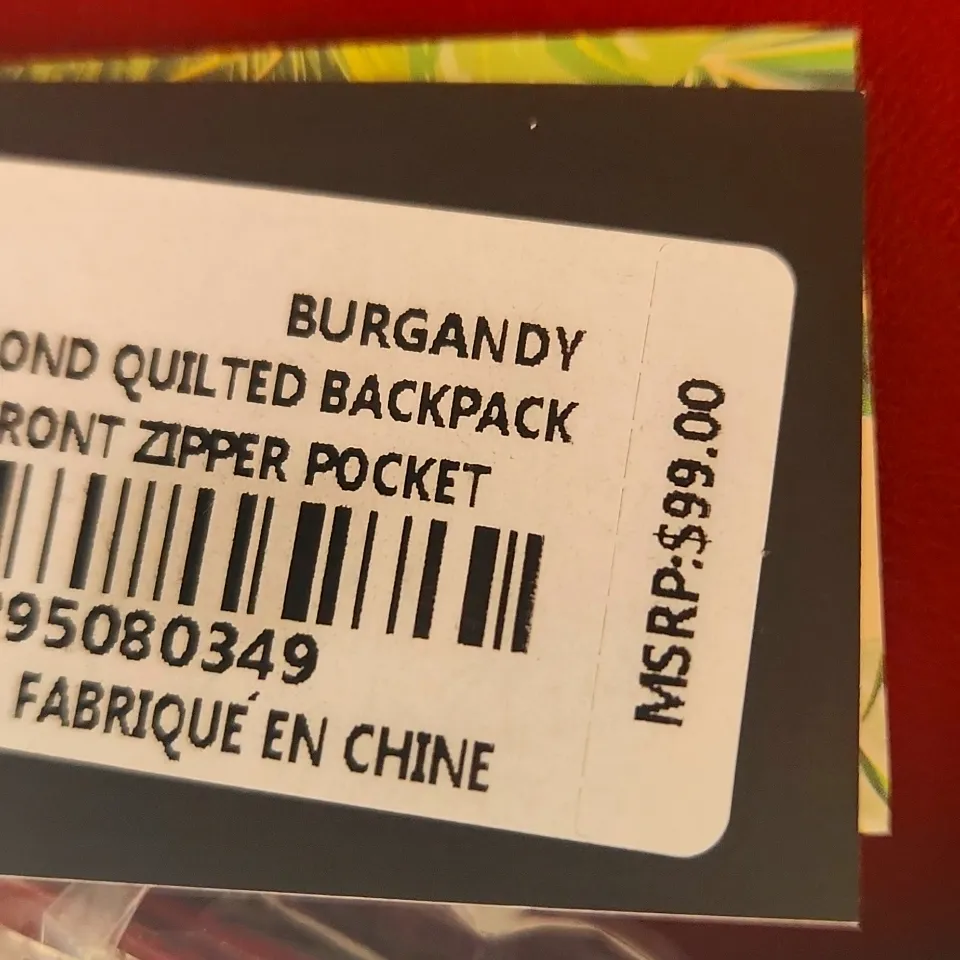 BURGANDY
OND QUILTED BACKPACK
RONT ZIPPER POCKET
95080349
FABRIQUÉ EN CHINE
MSRP:$99.00